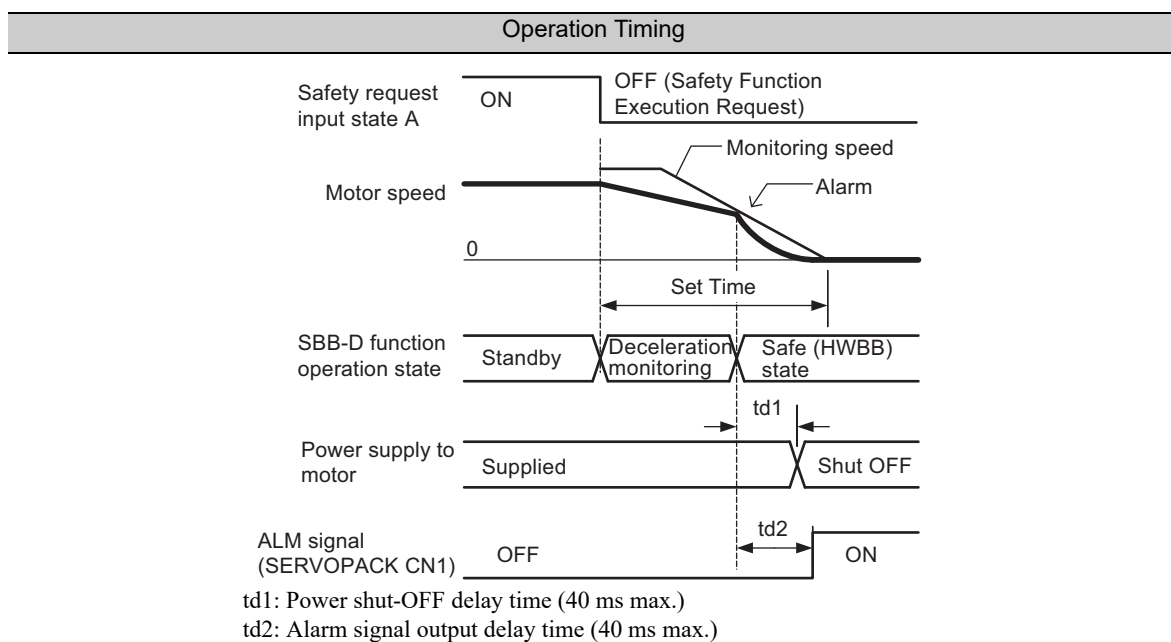 Operation Timing
Safety request
input state A
ON
OFF (Safety Function
Execution Request)
Monitoring speed
Motor speed
Alarm
0
Set Time
SBB-D function
operation state
Standby
Deceleration
monitoring
Safe (HWBB)
state
td1
Power supply to
motor
Supplied
Shut OFF
td2
ALM signal
(SERVOPACK CN1)
OFF
ON
td1: Power shut-OFF delay time (40 ms max.)
td2: Alarm signal output delay time (40 ms max.)